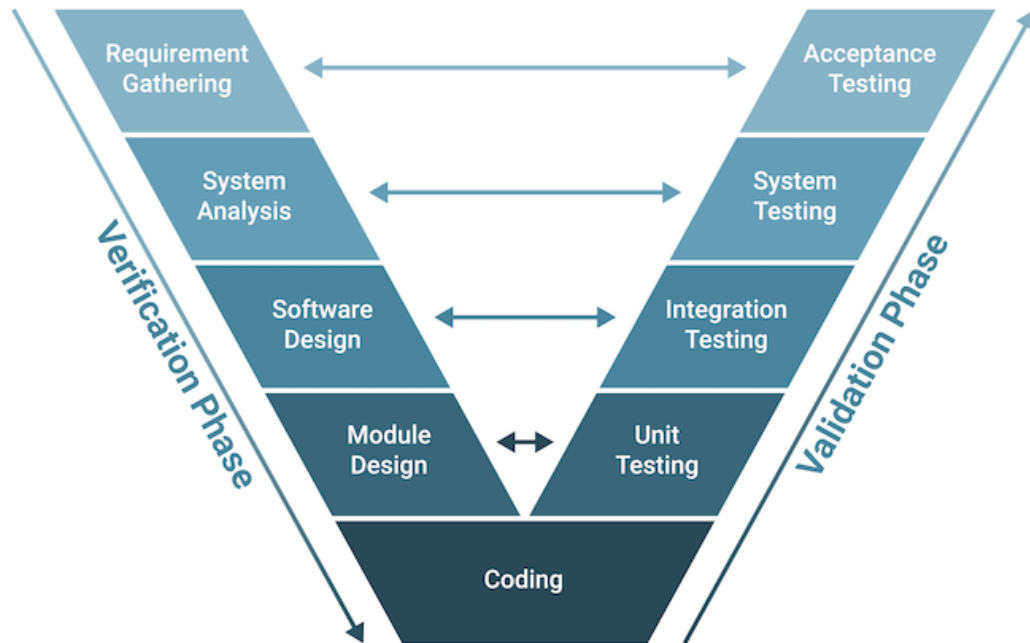 Requirement
Gathering
Acceptance
Testing
System
Analysis
System
Testing
Software
Design
Integration
Testing
Module
Design
Unit
Testing
Coding
Verification Phase
Validation Phase